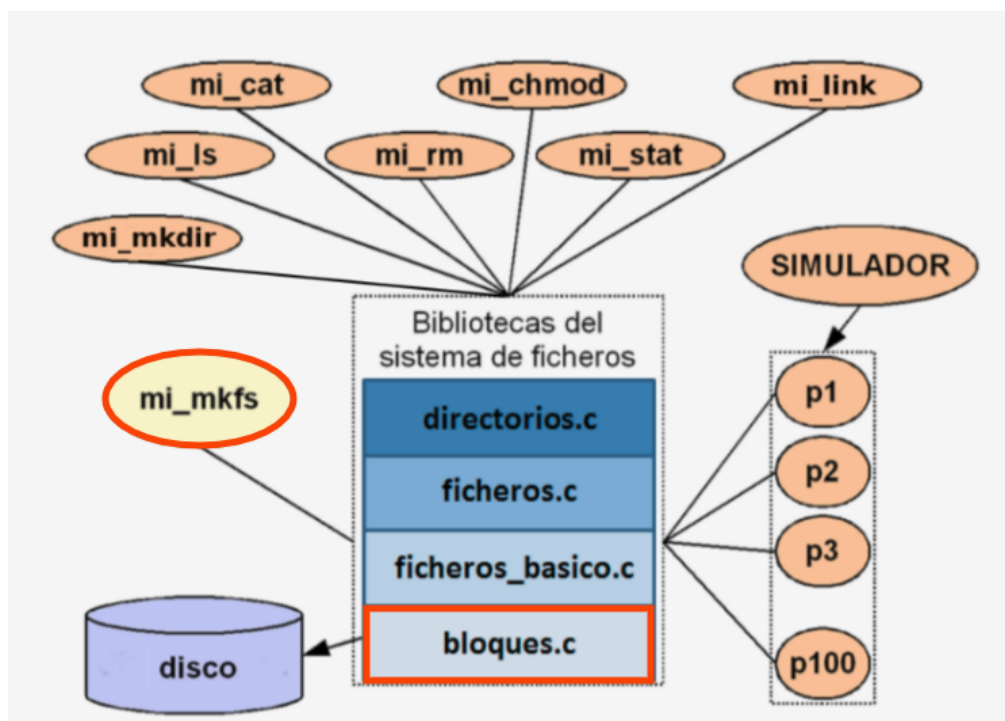 mi_cat
mi_chmod
mi_link
mi_ls
mi_rm
mi_stat
mi_mkdir
SIMULADOR
Bibliotecas del
sistema de ficheros
mi_mkfs
directorios.c
ficheros.c
ficheros_basico.c
bloques.c
disco
p1
p2
p3
p100